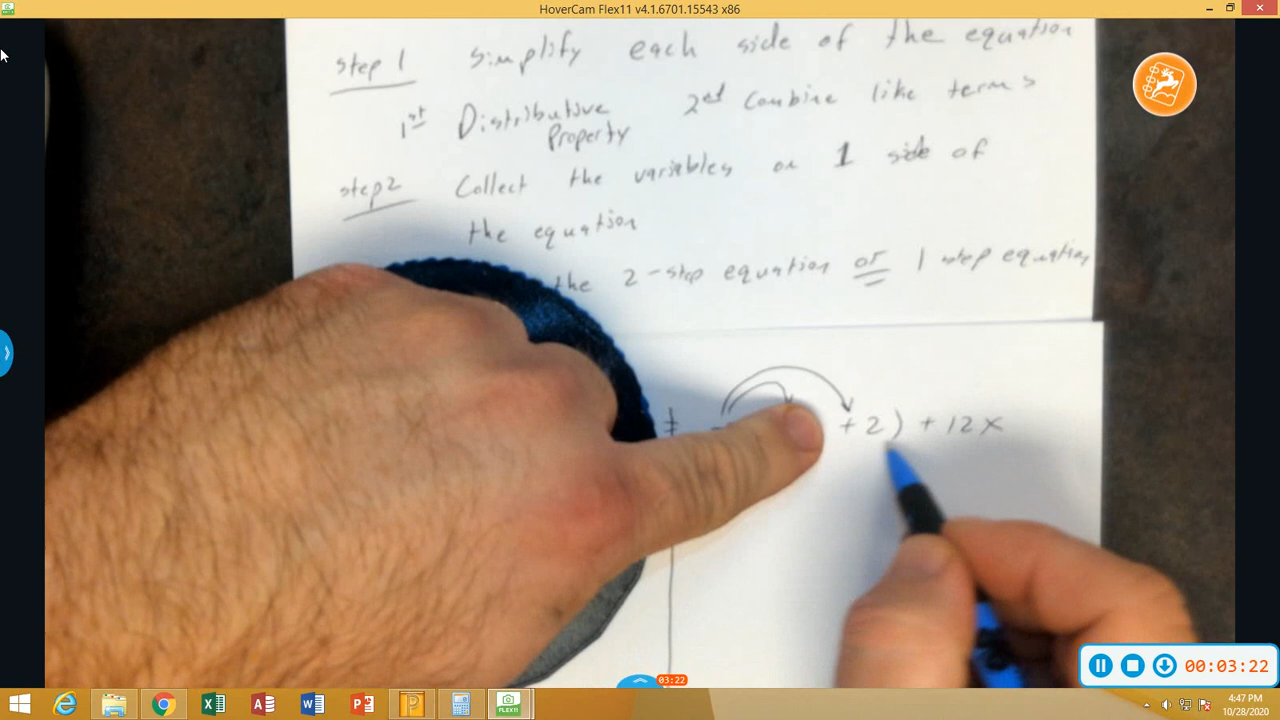 HoverCam Flex11 v4.1.6701.15543 x86
step 1 simplify each side of the equation
1st Distributive Property 2nd Combine like terms
step 2 Collect the variables on 1 side of
the equation
the 2-step equation or 1 step equation
+ 2 ) + 12 x
00:03:22
03:22
FLEX11
4:47 PM
10/28/2020